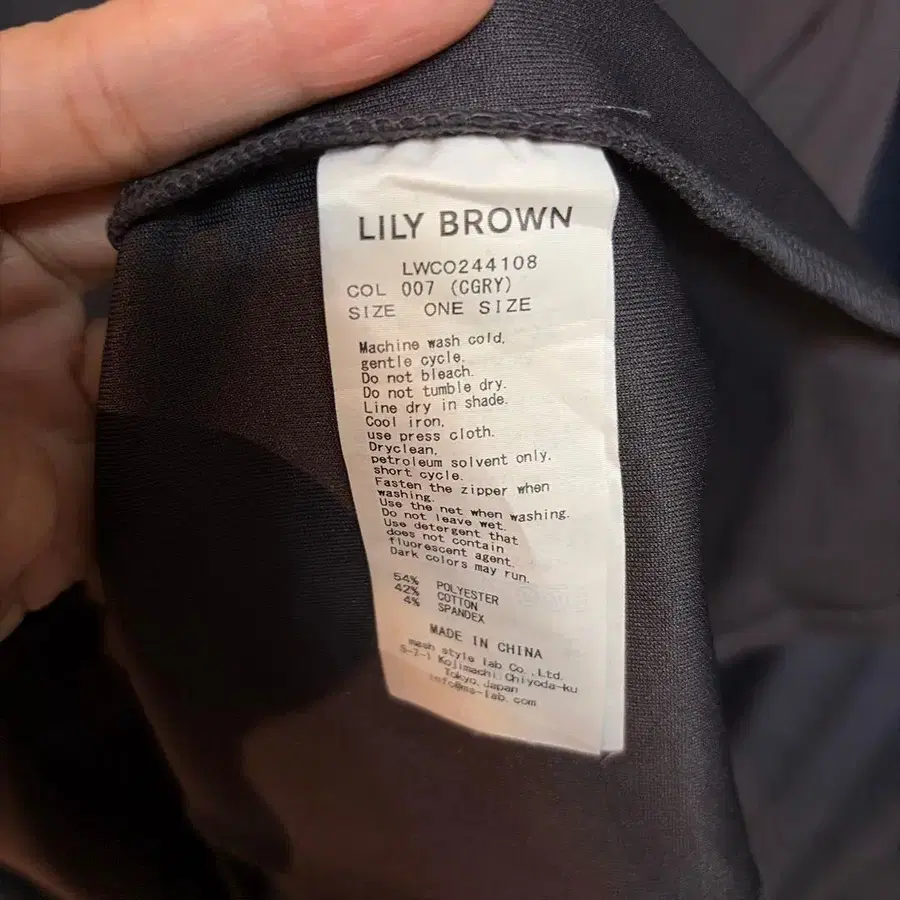 LILY BROWN
LWCO244108
COL 007 (CGRY)
SIZE ONE SIZE
Machine wash cold,
gentle cycle.
Do not bleach.
Do not tumble dry.
Line dry in shade.
Cool iron,
use press cloth.
Dryclean,
petroleum solvent only.
short cycle.
Fasten the zipper when
washing.
Use the net when washing.
Do not leave wet.
Use detergent that
does not contain
fluorescent agent.
Dark colors may run.
54% POLYESTER
42% COTTON
4% SPANDEX
MADE IN CHINA
mash style lab Co.,Ltd.
5-7-1 Kojimachi Chiyoda-ku
Tokyo.Japan
info@ms-lab.com